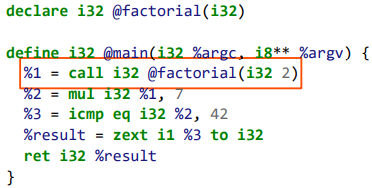 declare i32 @factorial(i32)
define i32 @main(i32 %argc, i8** %argv) {
%1 = call i32 @factorial(i32 2)
%2 = mul i32 %1, 7
%3 = icmp eq i32 %2, 42
%result = zext i1 %3 to i32
ret i32 %result
}